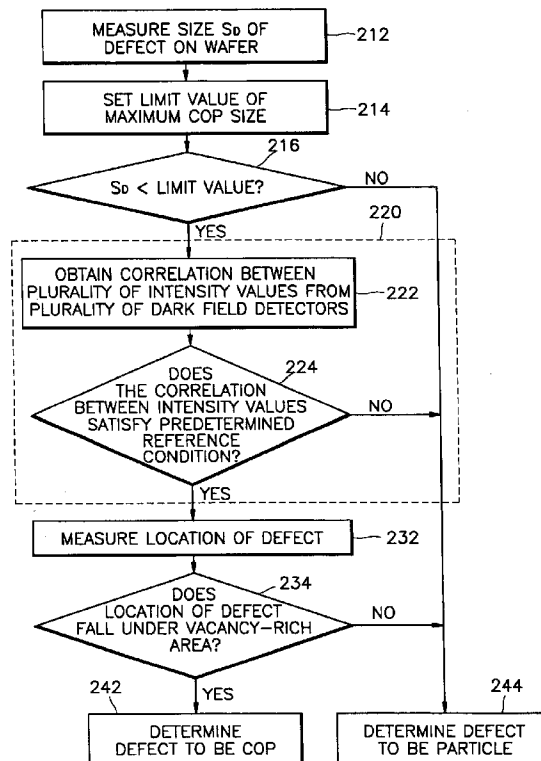 MEASURE SIZE SD OF
DEFECT ON WAFER
212
SET LIMIT VALUE OF
MAXIMUM COP SIZE
214
216
SD < LIMIT VALUE?
NO
YES
220
OBTAIN CORRELATION BETWEEN
PLURALITY OF INTENSITY VALUES FROM
PLURALITY OF DARK FIELD DETECTORS
222
224
DOES
THE CORRELATION
BETWEEN INTENSITY VALUES
SATISFY PREDETERMINED
REFERENCE
CONDITION?
NO
YES
MEASURE LOCATION OF DEFECT
232
234
DOES
LOCATION OF DEFECT
FALL UNDER VACANCY-RICH
AREA?
NO
YES
242
DETERMINE
DEFECT TO BE COP
244
DETERMINE DEFECT
TO BE PARTICLE